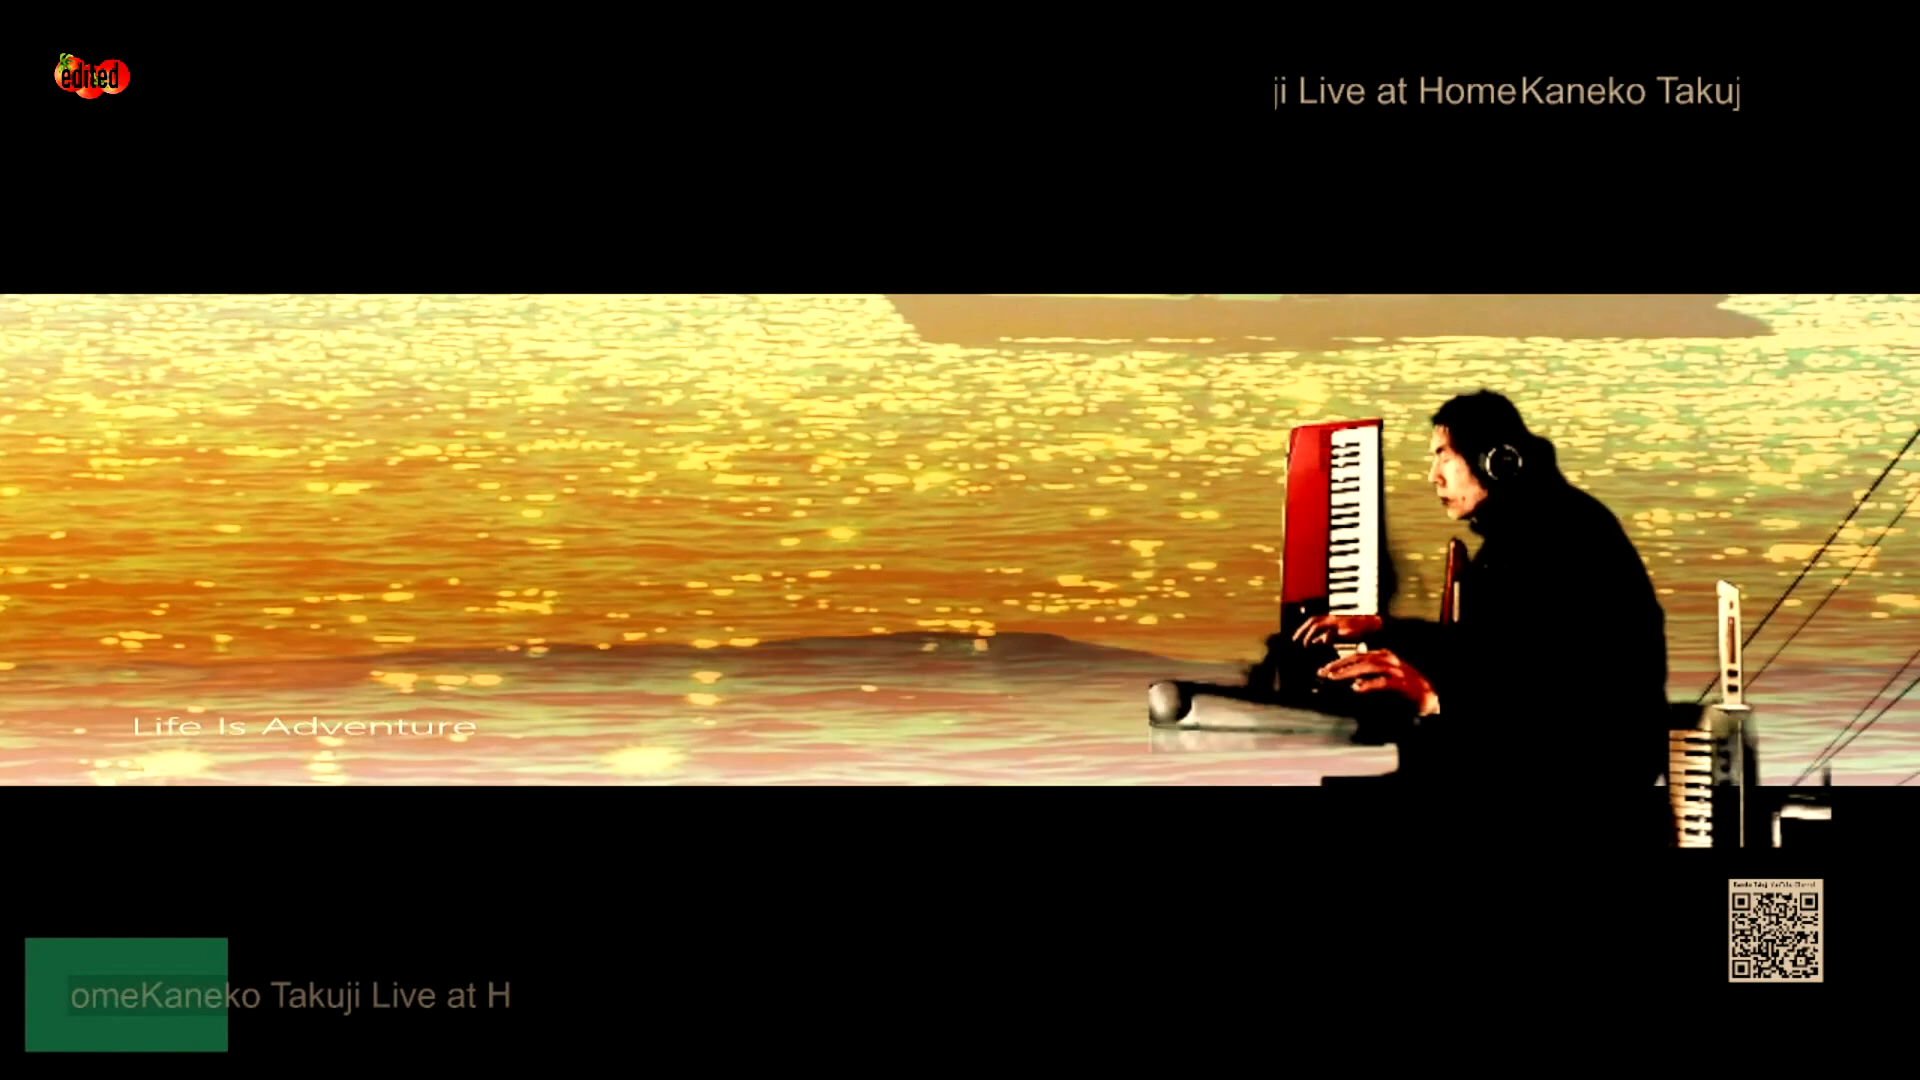 edited
ji Live at HomeKaneko Takuj
Life Is Adventure
omeKaneko Takuji Live at H